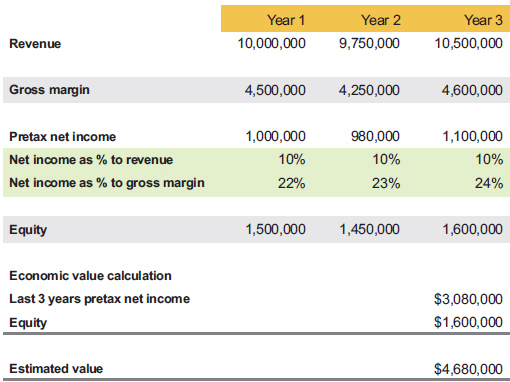 Year 1 Year 2 Year 3
Revenue 10,000,000 9,750,000 10,500,000
Gross margin 4,500,000 4,250,000 4,600,000
Pretax net income 1,000,000 980,000 1,100,000
Net income as % to revenue 10% 10% 10%
Net income as % to gross margin 22% 23% 24%
Equity 1,500,000 1,450,000 1,600,000
Economic value calculation
Last 3 years pretax net income $3,080,000
Equity $1,600,000
Estimated value $4,680,000